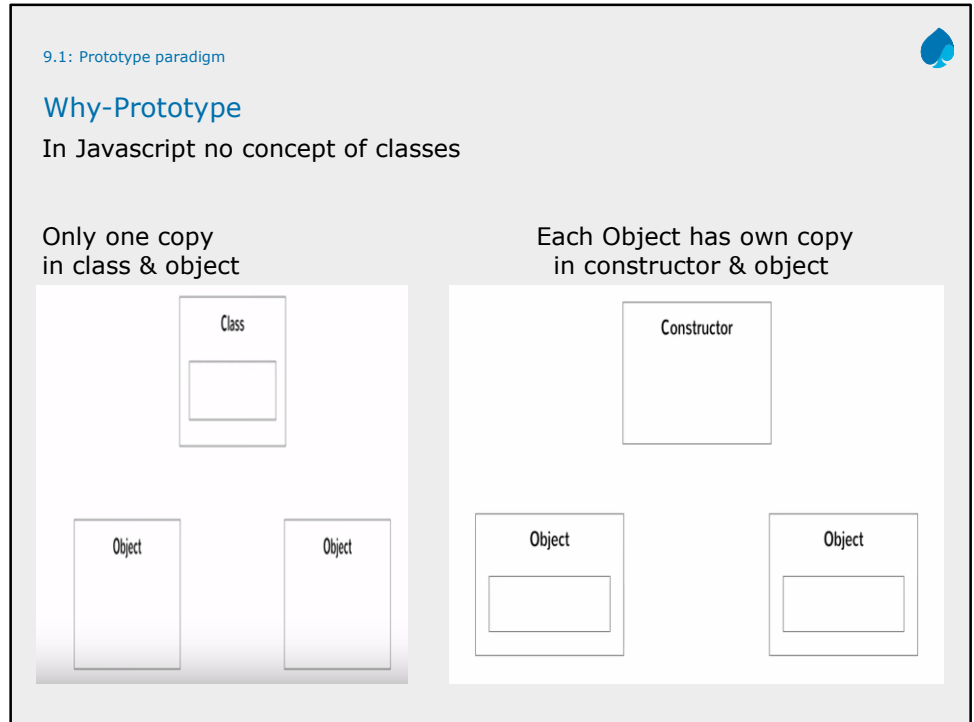 9.1: Prototype paradigm
Why-Prototype
In Javascript no concept of classes
Only one copy
in class & object
Class
Object
Object
Each Object has own copy
in constructor & object
Constructor
Object
Object